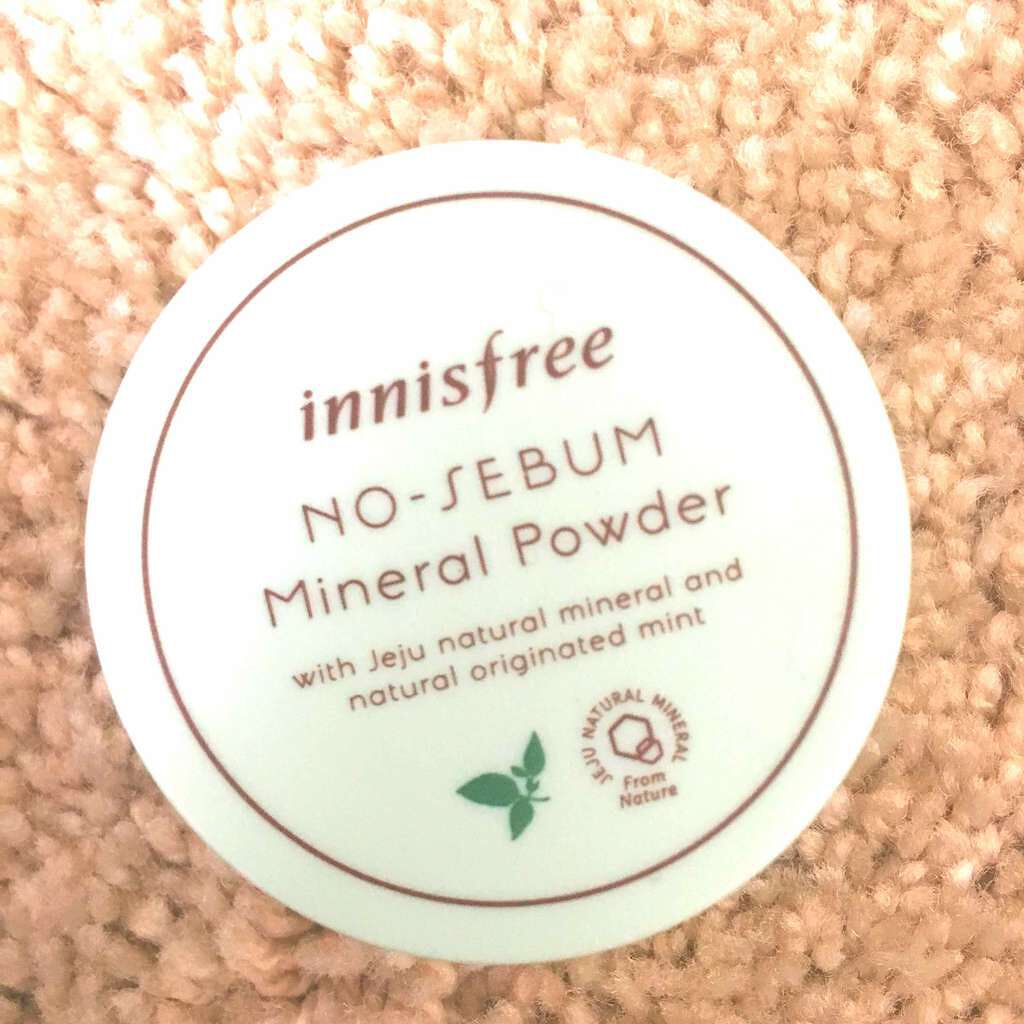 innisfree
NO-SEBUM
Mineral Powder
with Jeju natural mineral and
natural originated mint
JEJU NATURAL MINERAL
From
Nature